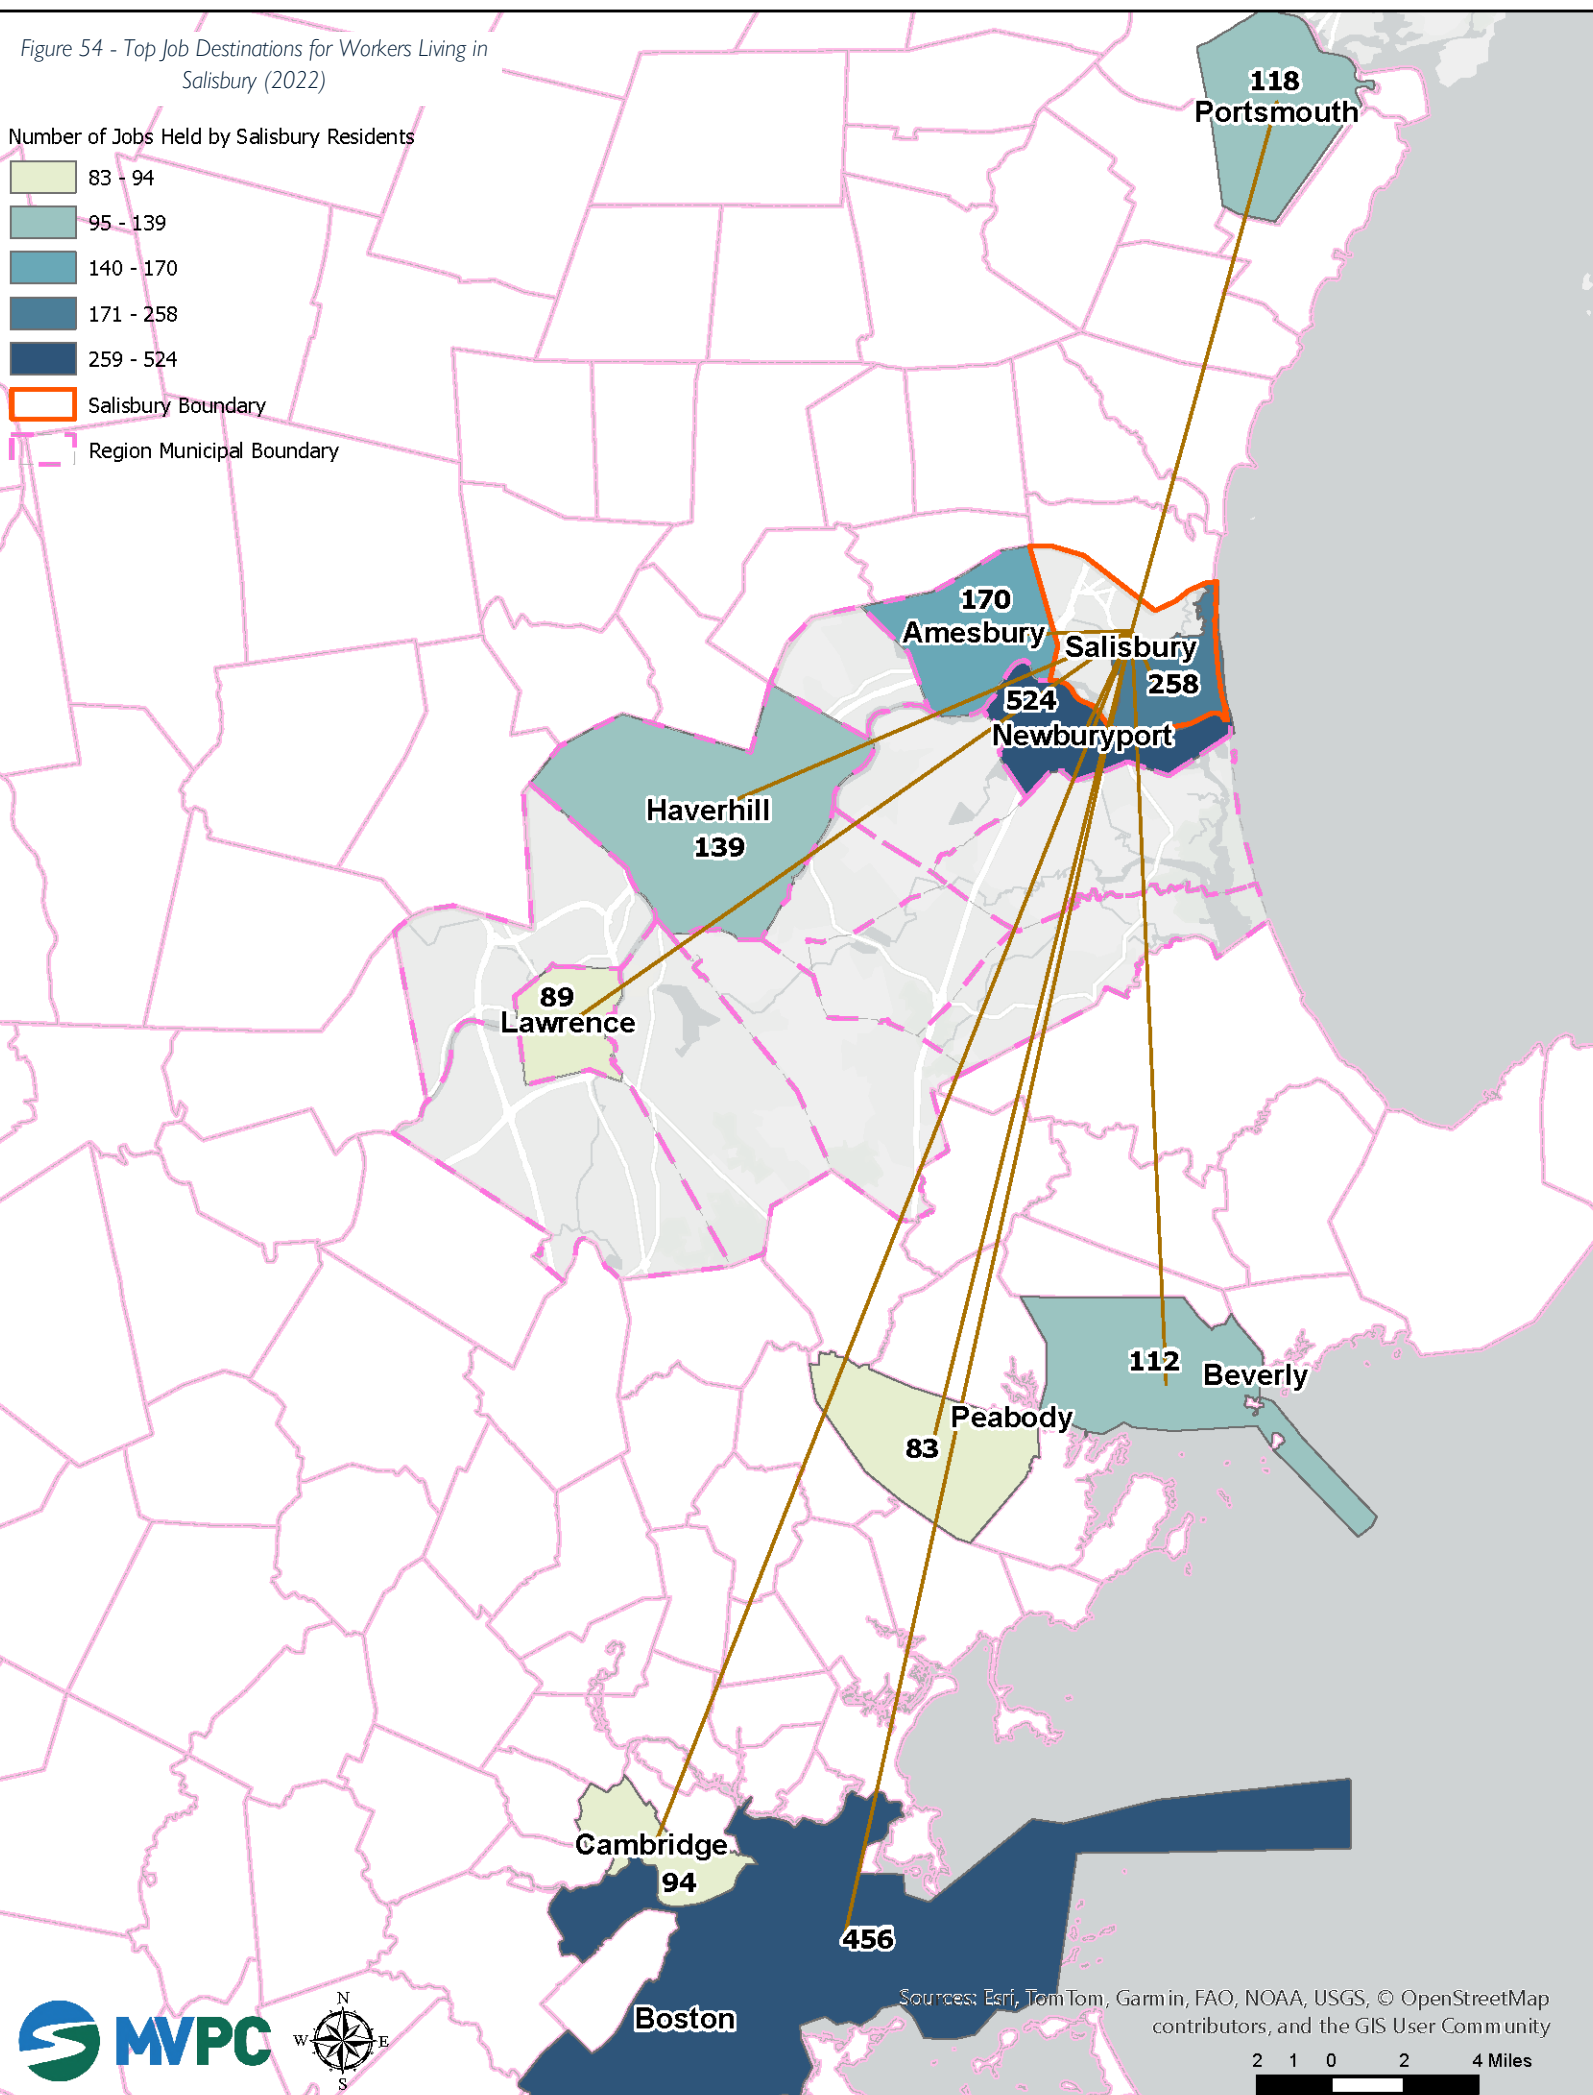 Figure 54 - Top Job Destinations for Workers Living in
Salisbury (2022)
Number of Jobs Held by Salisbury Residents
83 - 94
95 - 139
140 - 170
171 - 258
259 - 524
Salisbury Boundary
Region Municipal Boundary
118
Portsmouth
170
Amesbury
Salisbury
258
524
Newburyport
Haverhill
139
89
Lawrence
112
Beverly
Peabody
83
Cambridge
94
456
Boston
MVPC
N
W
E
S
Sources: Esri, TomTom, Garmin, FAO, NOAA, USGS, © OpenStreetMap
contributors, and the GIS User Community
2 1 0 2 4 Miles